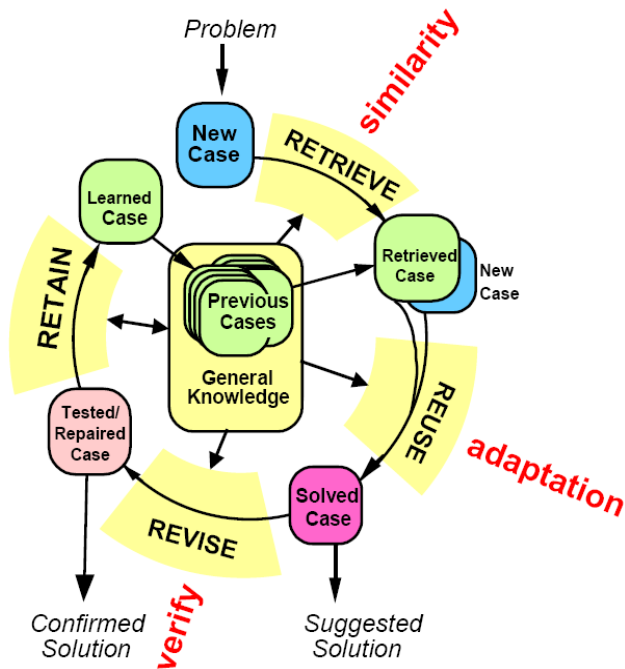 Problem
similarity
New
Case
RETRIEVE
Learned
Case
Retrieved
Case
New
Case
Previous
Cases
RETAIN
General
Knowledge
REUSE
Tested/
Repaired
Case
adaptation
Solved
Case
REVISE
verify
Confirmed
Solution
Suggested
Solution